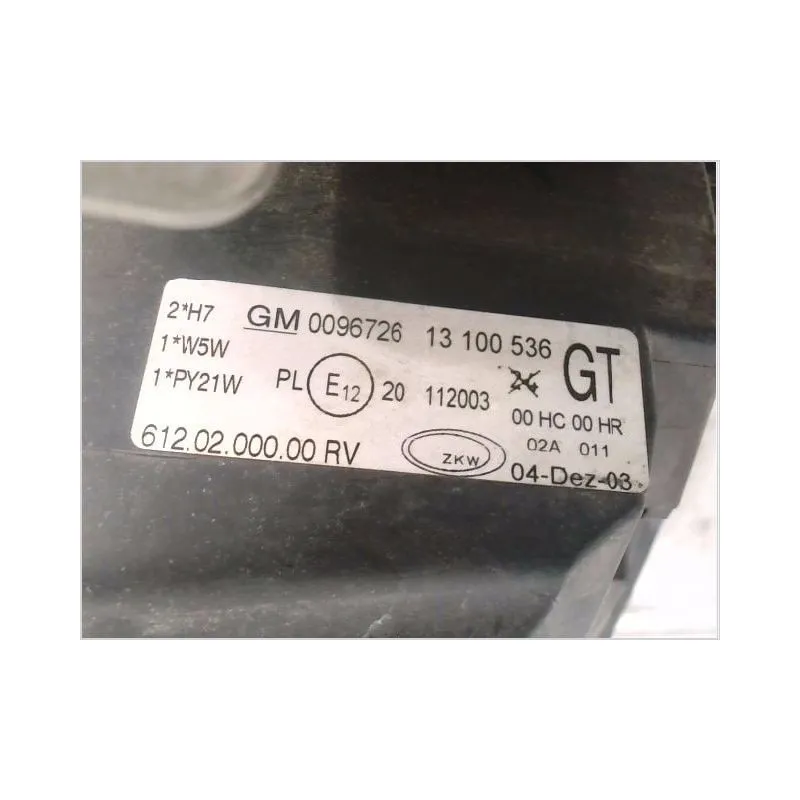 2*H7 GM 0096726 13 100 536 GT
1*W5W
1*PY21W PL E12 20 112003
00 HC 00 HR
612.02.000.00 RV ZKW 02A 011
04-Dez-03